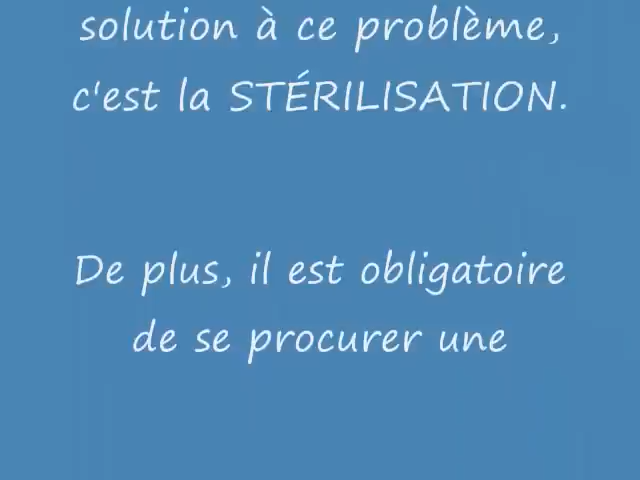 solution à ce problème,
c'est la STÉRILISATION.
De plus, il est obligatoire
de se procurer une